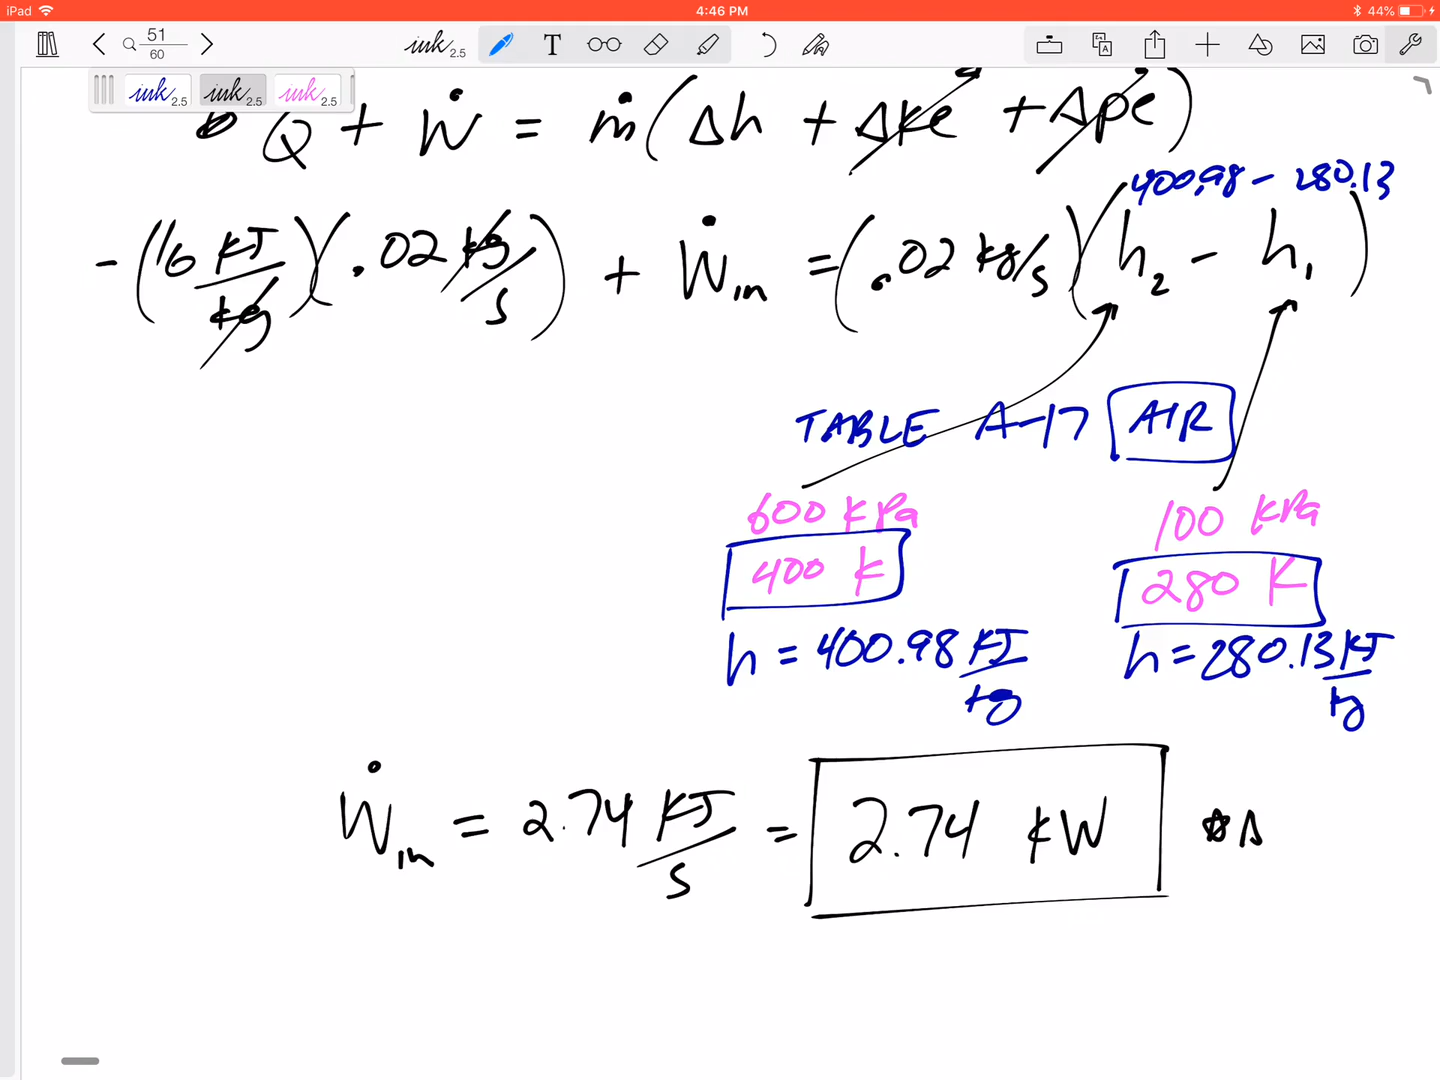 iPad 4:46 PM 44%
51
60
ink 2.5 T
ink 2.5 ink 2.5 ink 2.5
Q + Ẇ = ṁ(Δh + Δke + Δpe)
400.98 - 280.13
-(16 KJ/kg)(.02 kg/s) + Ẇin = (.02 kg/s)(h₂ - h₁)
TABLE A-17 AIR
600 kPa 100 kPa
400 K 280 K
h = 400.98 KJ/kg h = 280.13 KJ/kg
Ẇin = 2.74 KJ/s = 2.74 kW